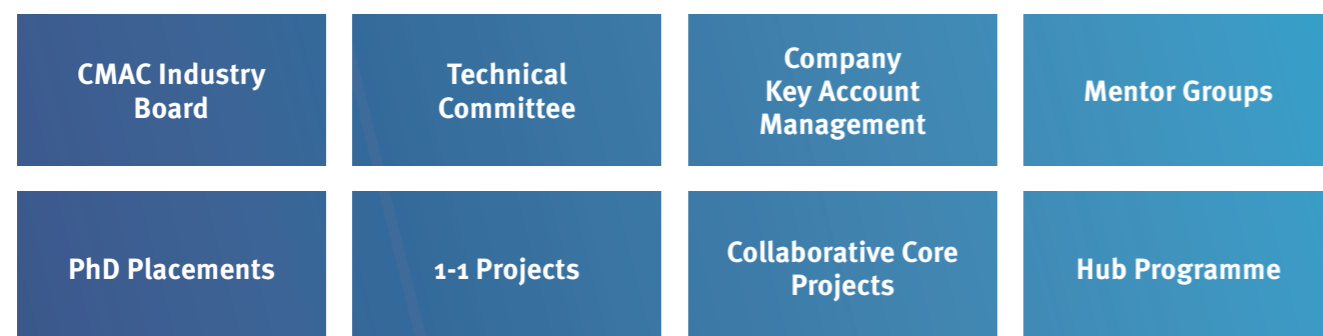 CMAC Industry
Board
Technical
Committee
Company
Key Account
Management
Mentor Groups
PhD Placements
1-1 Projects
Collaborative Core
Projects
Hub Programme